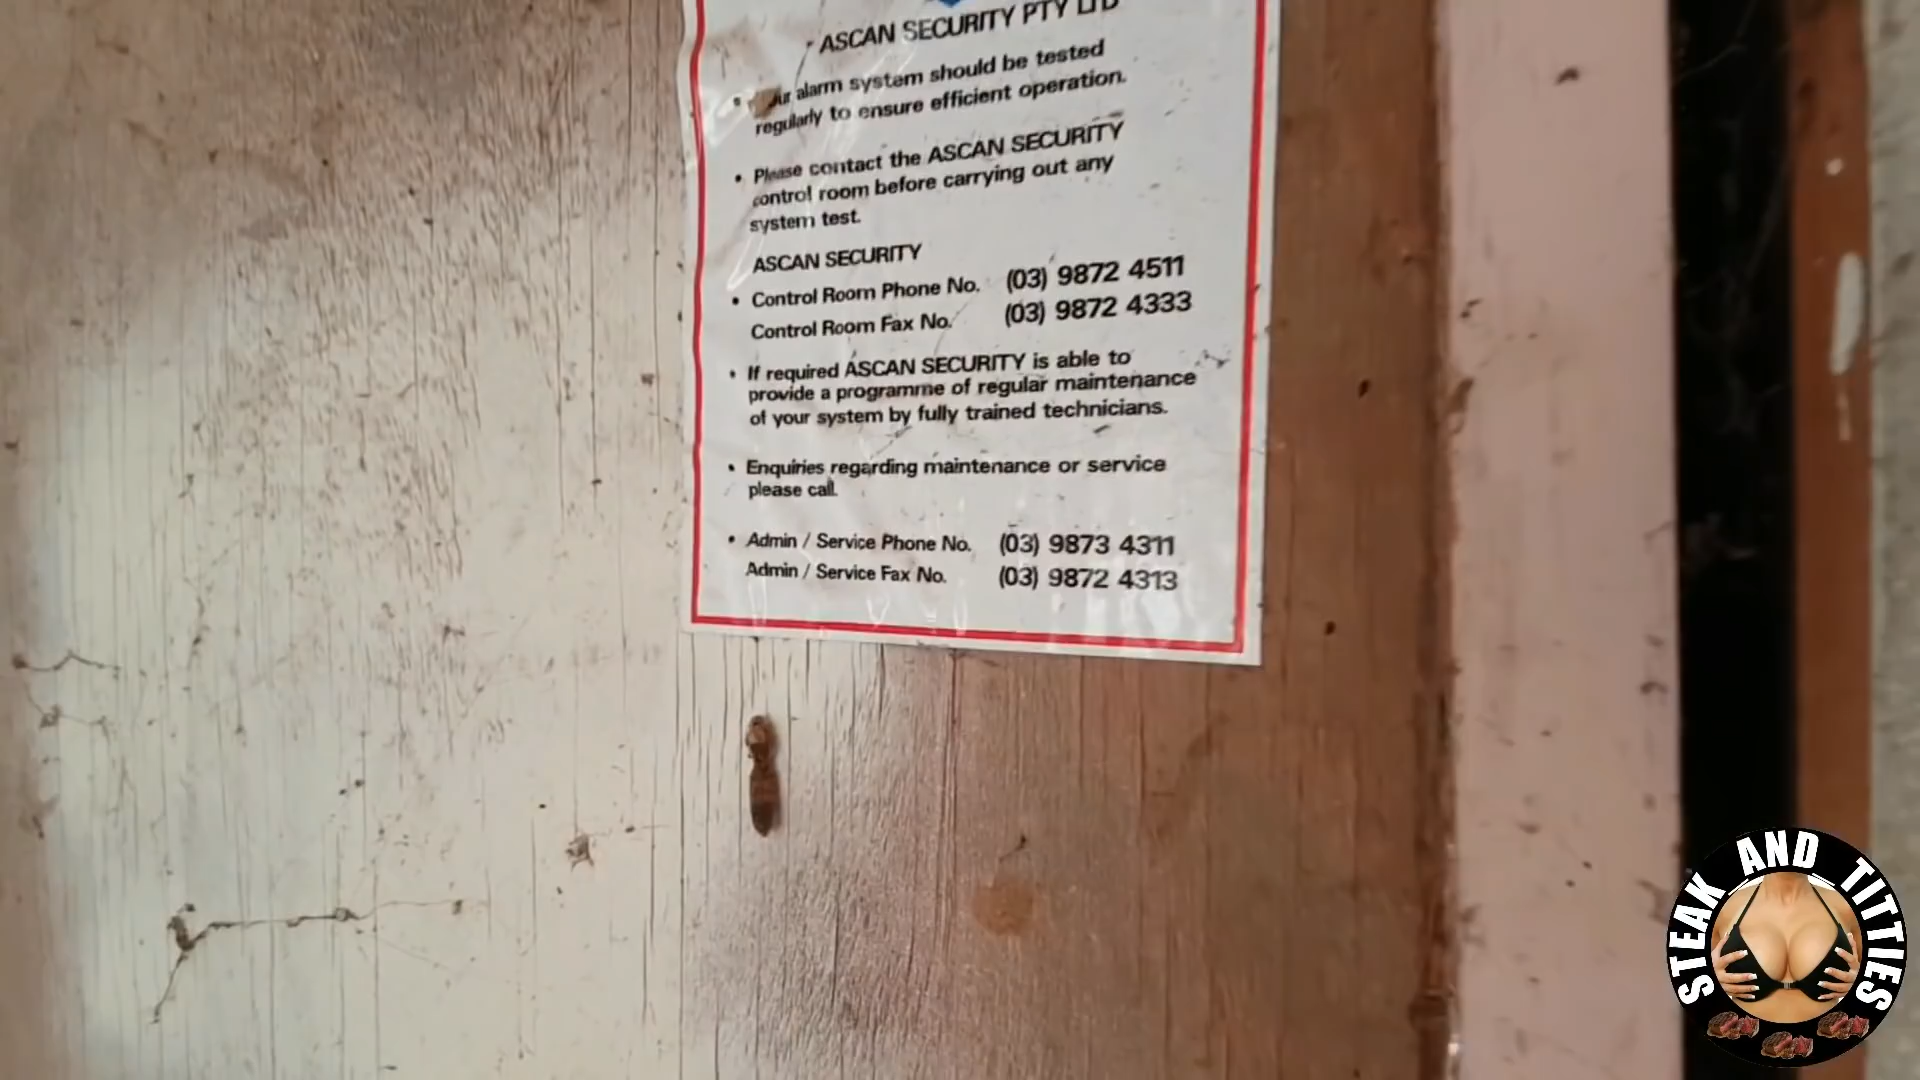 ASCAN SECURITY PTY LTD
• alarm system should be tested
regularly to ensure efficient operation.
• Please contact the ASCAN SECURITY
control room before carrying out any
system test.
ASCAN SECURITY
• Control Room Phone No. (03) 9872 4511
Control Room Fax No. (03) 9872 4333
• If required ASCAN SECURITY is able to
provide a programme of regular maintenance
of your system by fully trained technicians.
• Enquiries regarding maintenance or service
please call.
• Admin / Service Phone No. (03) 9873 4311
Admin / Service Fax No. (03) 9872 4313
STEAK AND TITTIES